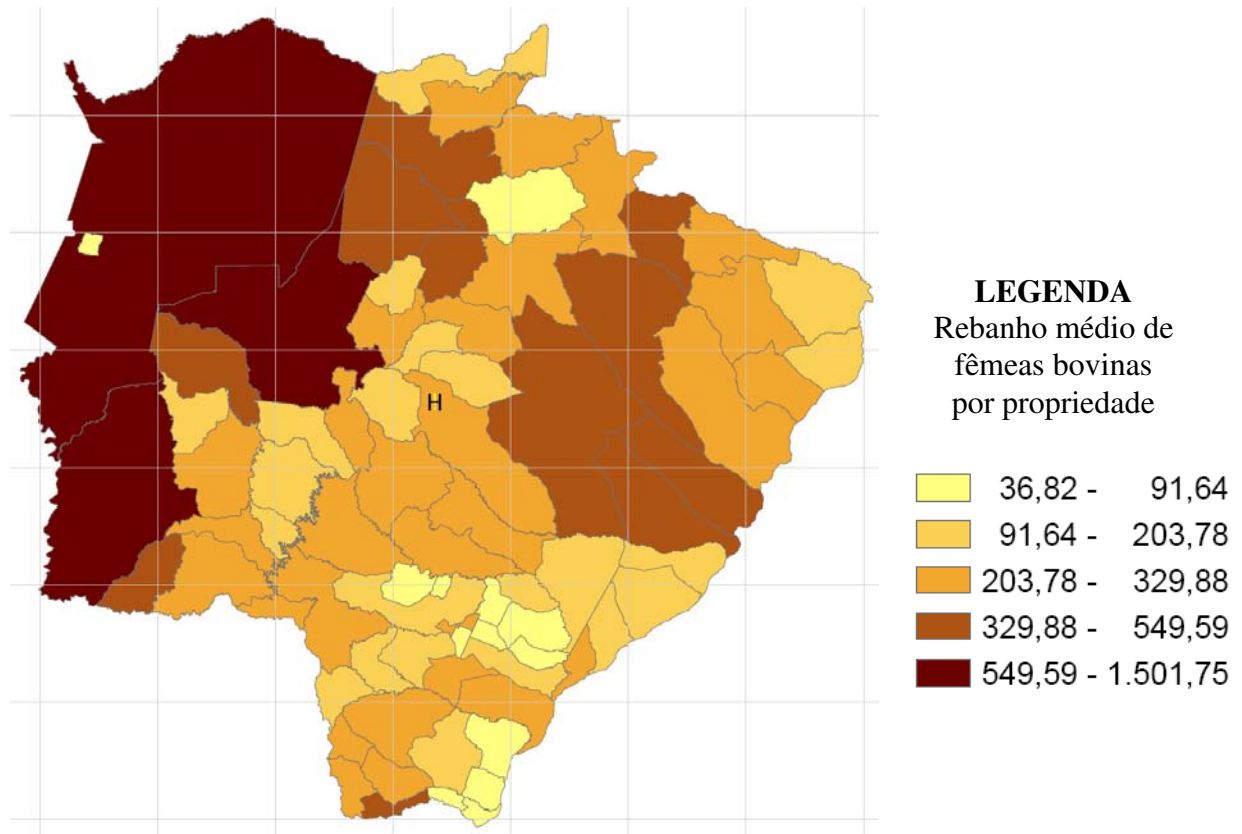 H
LEGENDA
Rebanho médio de
fêmeas bovinas
por propriedade
36,82 - 91,64
91,64 - 203,78
203,78 - 329,88
329,88 - 549,59
549,59 - 1.501,75